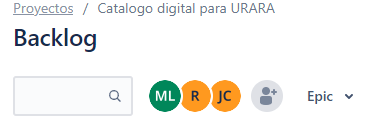 Proyectos / Catalogo digital para URARA
Backlog
ML R JC Epic